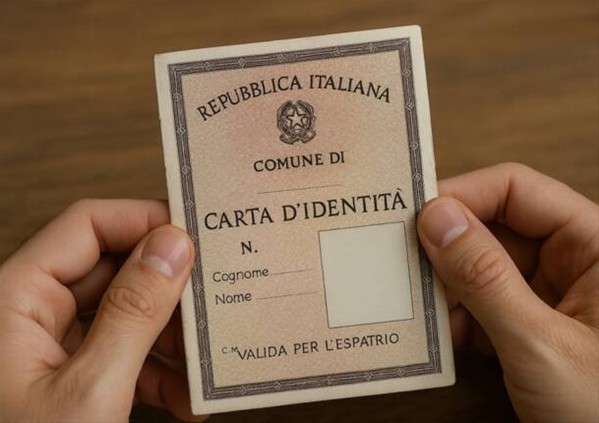 REPUBBLICA ITALIANA
COMUNE DI
CARTA D'IDENTITÀ
N.
Cognome
Nome
C.M VALIDA PER L'ESPATRIO